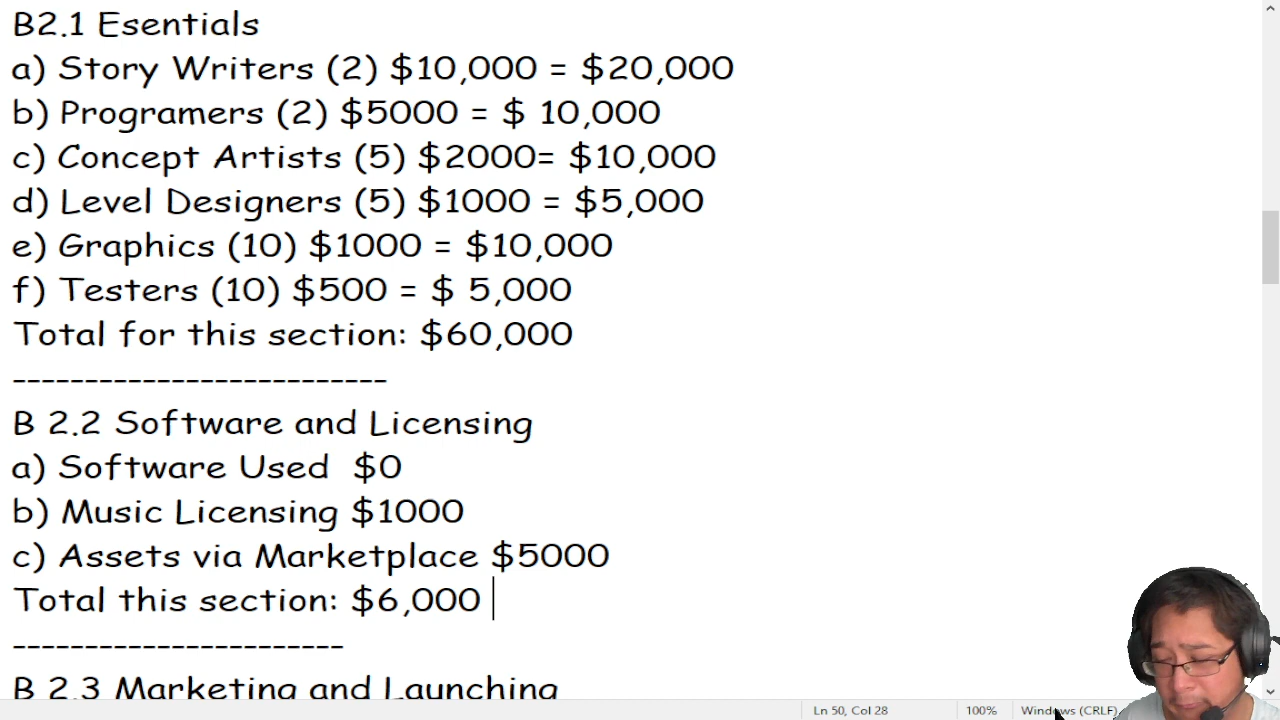 B2.1 Esentials
a) Story Writers (2) $10,000 = $20,000
b) Programers (2) $5000 = $ 10,000
c) Concept Artists (5) $2000= $10,000
d) Level Designers (5) $1000 = $5,000
e) Graphics (10) $1000 = $10,000
f) Testers (10) $500 = $ 5,000
Total for this section: $60,000
--------------------------
B 2.2 Software and Licensing
a) Software Used  $0
b) Music Licensing $1000
c) Assets via Marketplace $5000
Total this section: $6,000
-----------------------
B 2.3 Marketing and Launching
Ln 50, Col 28 100% Windows (CRLF)